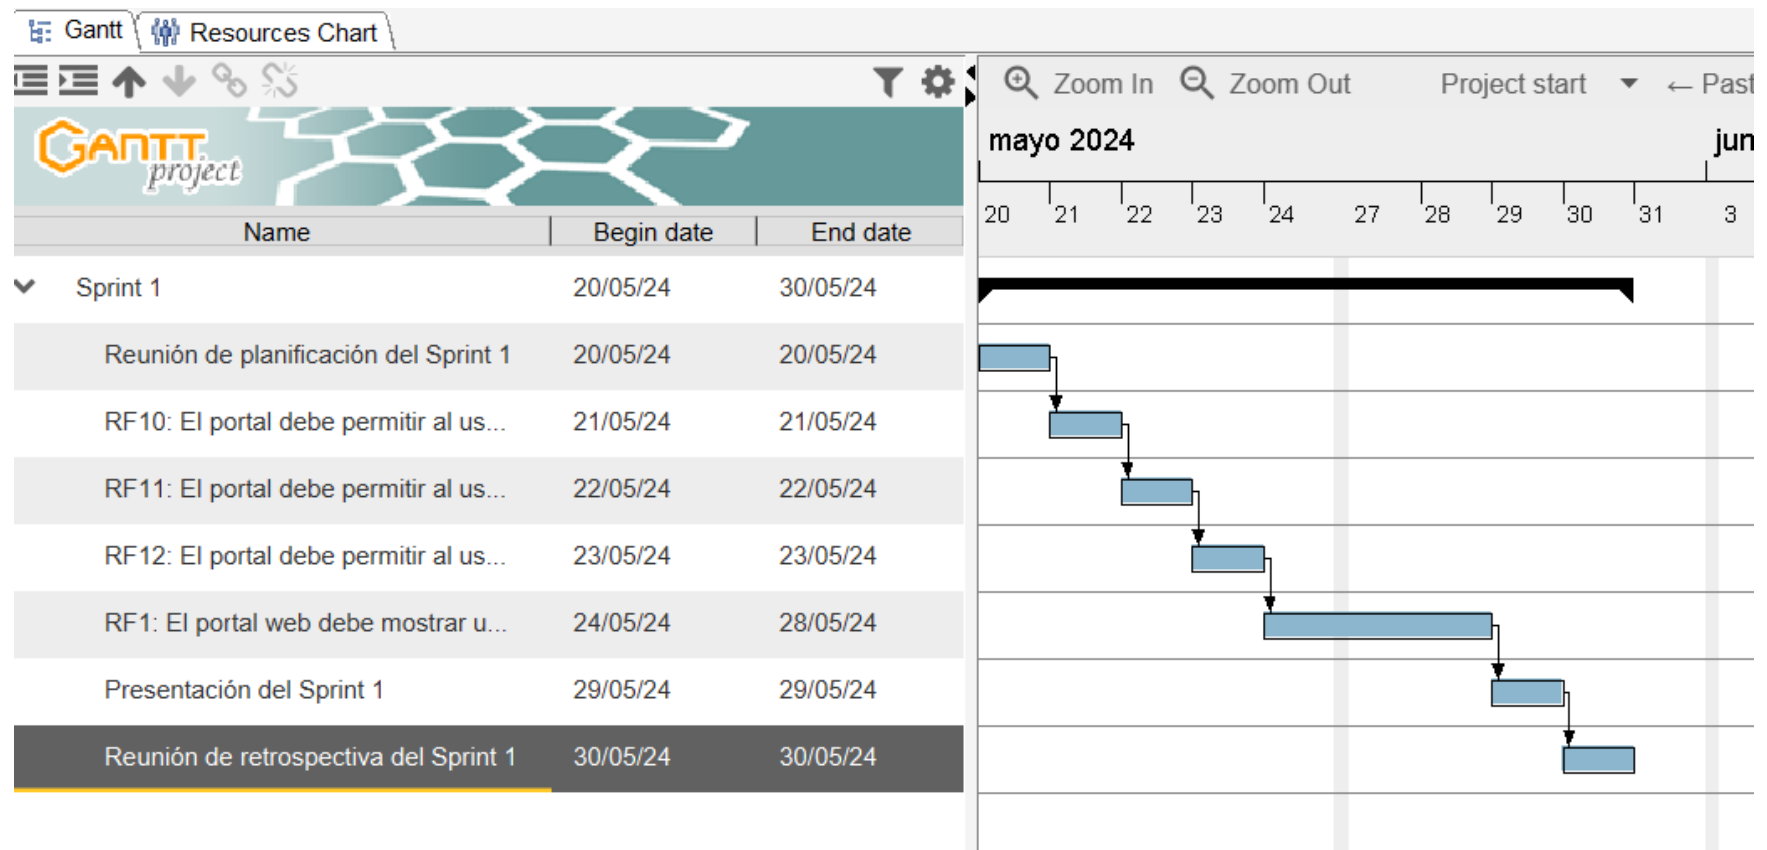 Gantt Resources Chart
Zoom In Zoom Out Project start ← Past
GANTT project
mayo 2024 jun
20 21 22 23 24 27 28 29 30 31 3
Name Begin date End date
Sprint 1 20/05/24 30/05/24
Reunión de planificación del Sprint 1 20/05/24 20/05/24
RF10: El portal debe permitir al us... 21/05/24 21/05/24
RF11: El portal debe permitir al us... 22/05/24 22/05/24
RF12: El portal debe permitir al us... 23/05/24 23/05/24
RF1: El portal web debe mostrar u... 24/05/24 28/05/24
Presentación del Sprint 1 29/05/24 29/05/24
Reunión de retrospectiva del Sprint 1 30/05/24 30/05/24